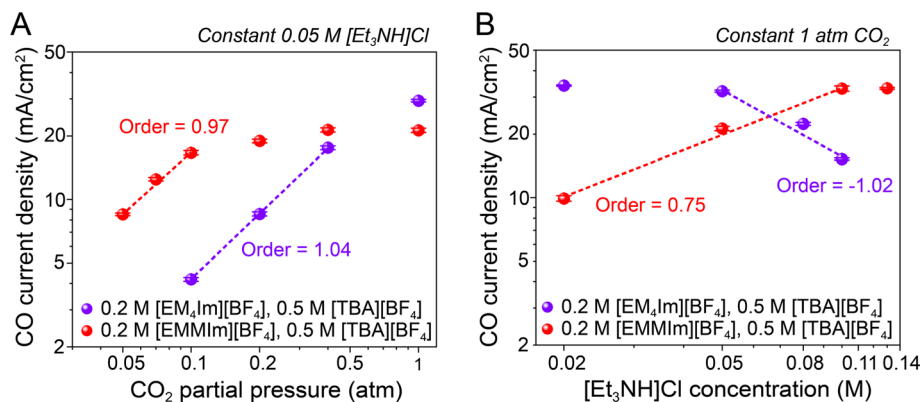 A
Constant 0.05 M [Et₃NH]Cl
CO current density (mA/cm²)
50
20
10
5
2
Order = 0.97
Order = 1.04
0.2 M [EM₄Im][BF₄], 0.5 M [TBA][BF₄]
0.2 M [EMMIm][BF₄], 0.5 M [TBA][BF₄]
0.05 0.1 0.2 0.5 1
CO₂ partial pressure (atm)
B
Constant 1 atm CO₂
CO current density (mA/cm²)
50
20
10
5
2
Order = -1.02
Order = 0.75
0.2 M [EM₄Im][BF₄], 0.5 M [TBA][BF₄]
0.2 M [EMMIm][BF₄], 0.5 M [TBA][BF₄]
0.02 0.05 0.08 0.11 0.14
[Et₃NH]Cl concentration (M)